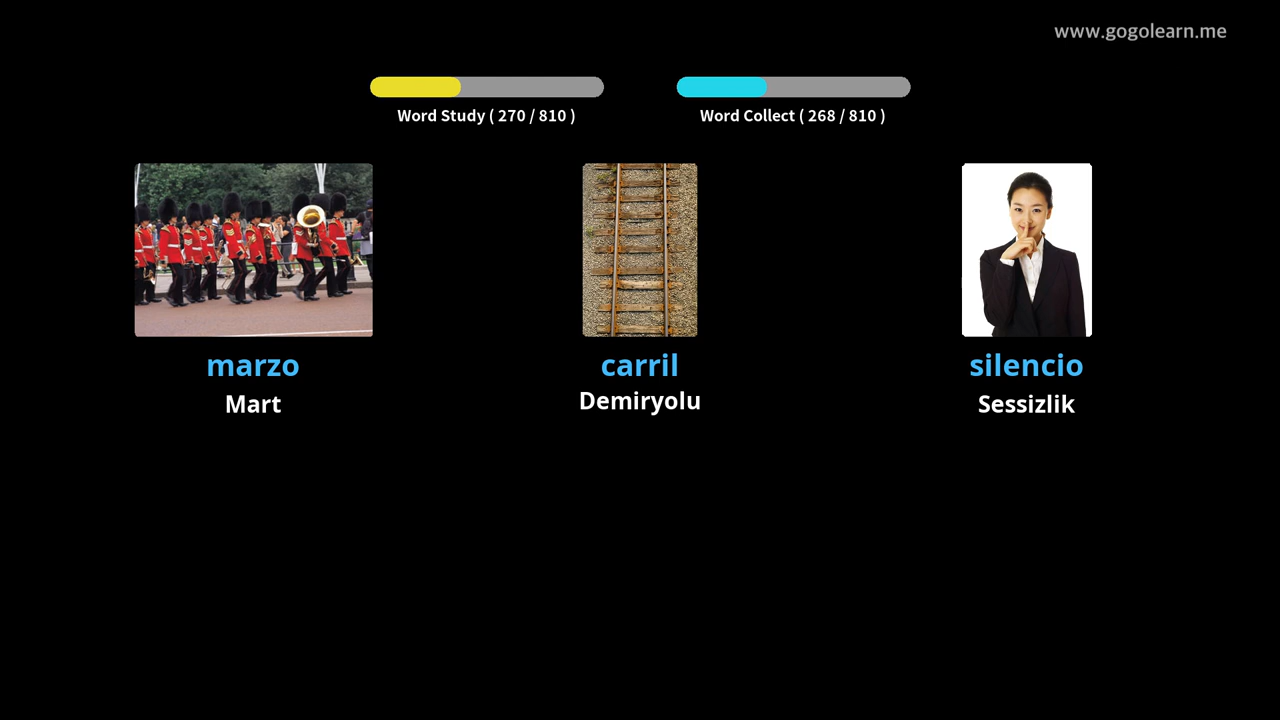 www.gogolearn.me
Word Study ( 270 / 810 )
Word Collect ( 268 / 810 )
marzo
Mart
carril
Demiryolu
silencio
Sessizlik